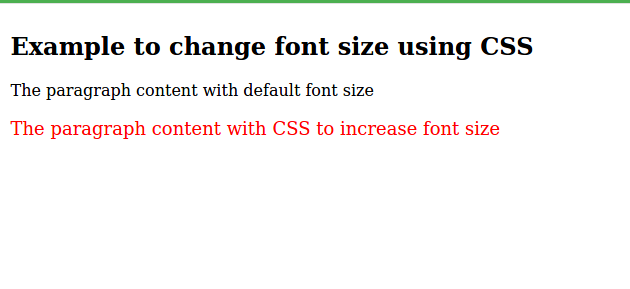 Example to change font size using CSS
The paragraph content with default font size
The paragraph content with CSS to increase font size